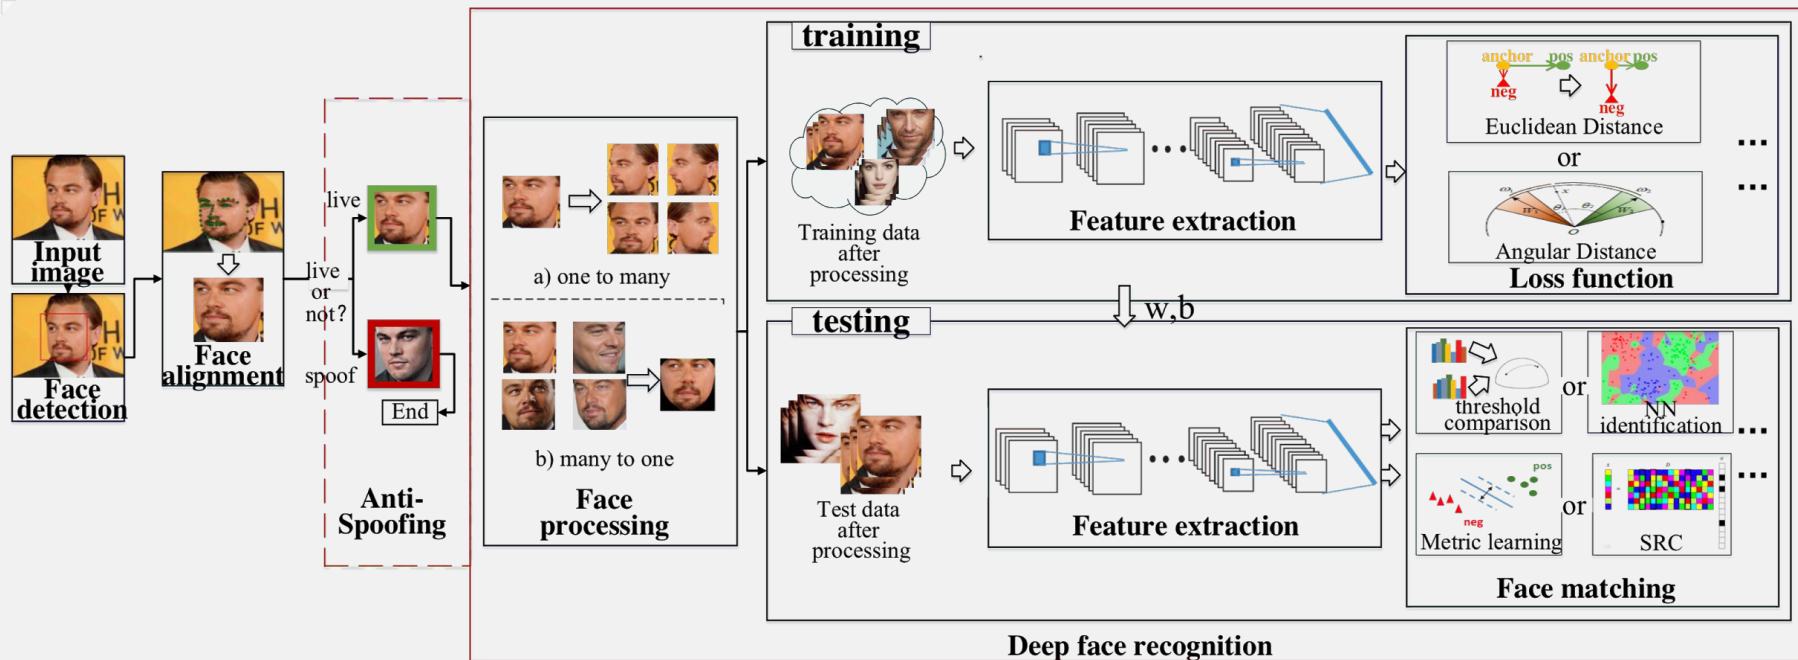 Input
image
Face
detection
Face
alignment
live
or
not?
live
spoof
End
Anti-
Spoofing
a) one to many
b) many to one
Face
processing
training
Training data
after
processing
Feature extraction
anchor pos anchor pos
neg
neg
Euclidean Distance
or
Angular Distance
Loss function
...
...
w,b
testing
Test data
after
processing
Feature extraction
threshold
comparison
or
NN
identification
...
pos
neg
Metric learning
or
SRC
...
Face matching
Deep face recognition